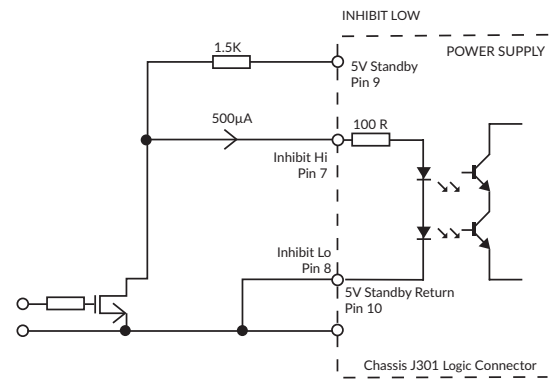 INHIBIT LOW
POWER SUPPLY
1.5K
5V Standby
Pin 9
500µA
100 R
Inhibit Hi
Pin 7
Inhibit Lo
Pin 8
5V Standby Return
Pin 10
Chassis J301 Logic Connector